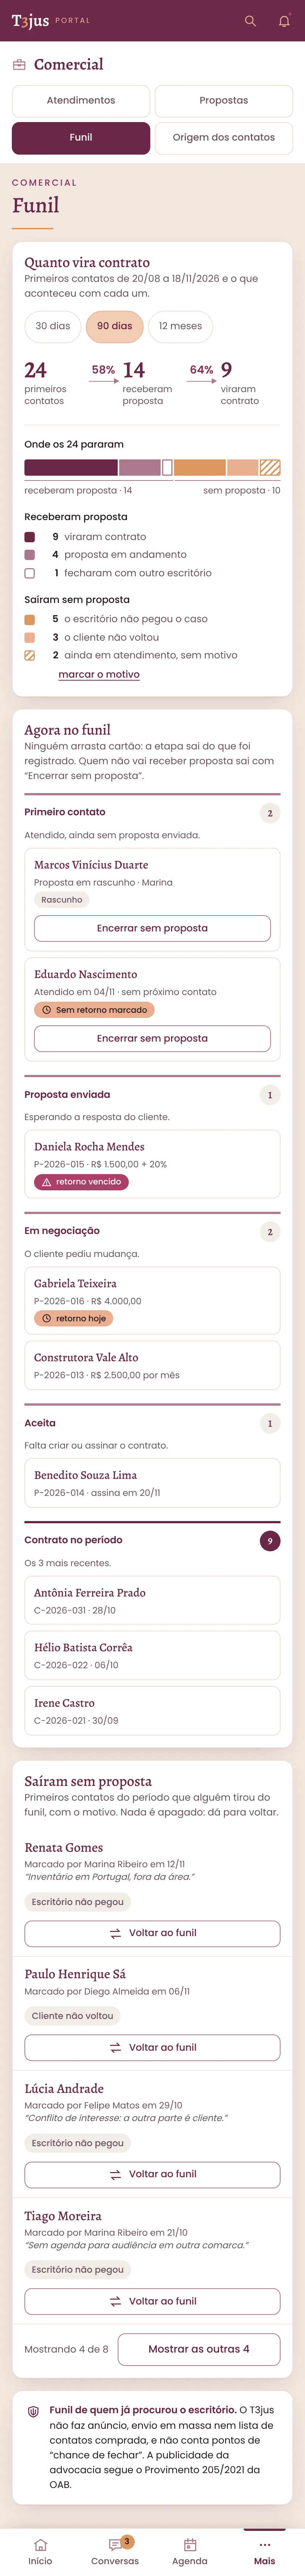 T3jus PORTAL
Comercial
Atendimentos
Propostas
Funil
Origem dos contatos
COMERCIAL
Funil
Quanto vira contrato
Primeiros contatos de 20/08 a 18/11/2026 e o que
aconteceu com cada um.
30 dias
90 dias
12 meses
24 58% 14 64% 9
primeiros contatos
receberam proposta
viraram contrato
Onde os 24 pararam
receberam proposta · 14
sem proposta · 10
Receberam proposta
9 viraram contrato
4 proposta em andamento
1 fecharam com outro escritório
Saíram sem proposta
5 o escritório não pegou o caso
3 o cliente não voltou
2 ainda em atendimento, sem motivo
marcar o motivo
Agora no funil
Ninguém arrasta cartão: a etapa sai do que foi
registrado. Quem não vai receber proposta sai com
“Encerrar sem proposta”.
Primeiro contato 2
Atendido, ainda sem proposta enviada.
Marcos Vinícius Duarte
Proposta em rascunho · Marina
Rascunho
Encerrar sem proposta
Eduardo Nascimento
Atendido em 04/11 · sem próximo contato
Sem retorno marcado
Encerrar sem proposta
Proposta enviada 1
Esperando a resposta do cliente.
Daniela Rocha Mendes
P-2026-015 · R$ 1.500,00 + 20%
retorno vencido
Em negociação 2
O cliente pediu mudança.
Gabriela Teixeira
P-2026-016 · R$ 4.000,00
retorno hoje
Construtora Vale Alto
P-2026-013 · R$ 2.500,00 por mês
Aceita 1
Falta criar ou assinar o contrato.
Benedito Souza Lima
P-2026-014 · assina em 20/11
Contrato no período 9
Os 3 mais recentes.
Antônia Ferreira Prado
C-2026-031 · 28/10
Hélio Batista Corrêa
C-2026-022 · 06/10
Irene Castro
C-2026-021 · 30/09
Saíram sem proposta
Primeiros contatos do período que alguém tirou do
funil, com o motivo. Nada é apagado: dá para voltar.
Renata Gomes
Marcado por Marina Ribeiro em 12/11
“Inventário em Portugal, fora da área.”
Escritório não pegou
Voltar ao funil
Paulo Henrique Sá
Marcado por Diego Almeida em 06/11
Cliente não voltou
Voltar ao funil
Lúcia Andrade
Marcado por Felipe Matos em 29/10
“Conflito de interesse: a outra parte é cliente.”
Escritório não pegou
Voltar ao funil
Tiago Moreira
Marcado por Marina Ribeiro em 21/10
“Sem agenda para audiência em outra comarca.”
Escritório não pegou
Voltar ao funil
Mostrando 4 de 8
Mostrar as outras 4
Funil de quem já procurou o escritório. O T3jus
não faz anúncio, envio em massa nem lista de
contatos comprada, e não conta pontos de
“chance de fechar”. A publicidade da
advocacia segue o Provimento 205/2021 da
OAB.
3
Início
Conversas
Agenda
Mais